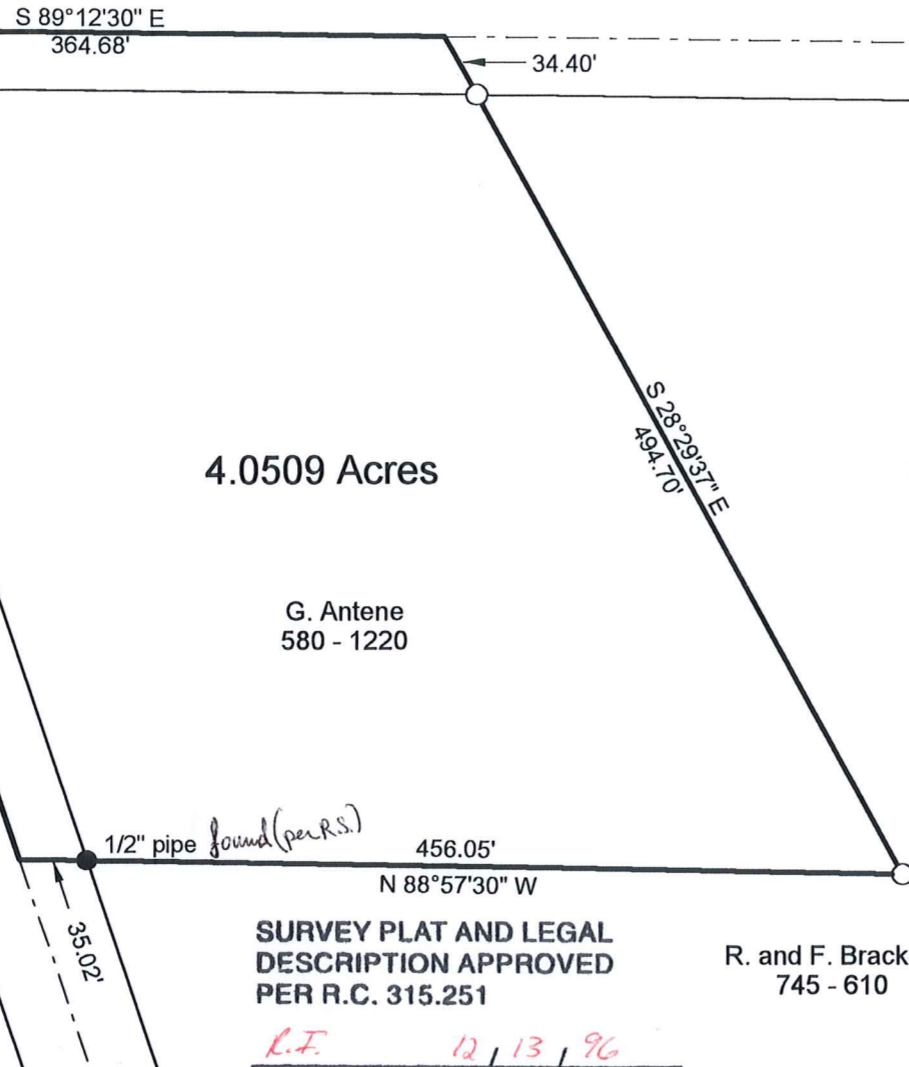 S 89°12'30" E
364.68'
34.40'
S 28°29'37" E
494.70'
4.0509 Acres
G. Antene
580 - 1220
1/2" pipe found (per R.S.)
456.05'
N 88°57'30" W
35.02'
SURVEY PLAT AND LEGAL
DESCRIPTION APPROVED
PER R.C. 315.251
R. and F. Brack
745 - 610
R.F. 12 / 13 / 96